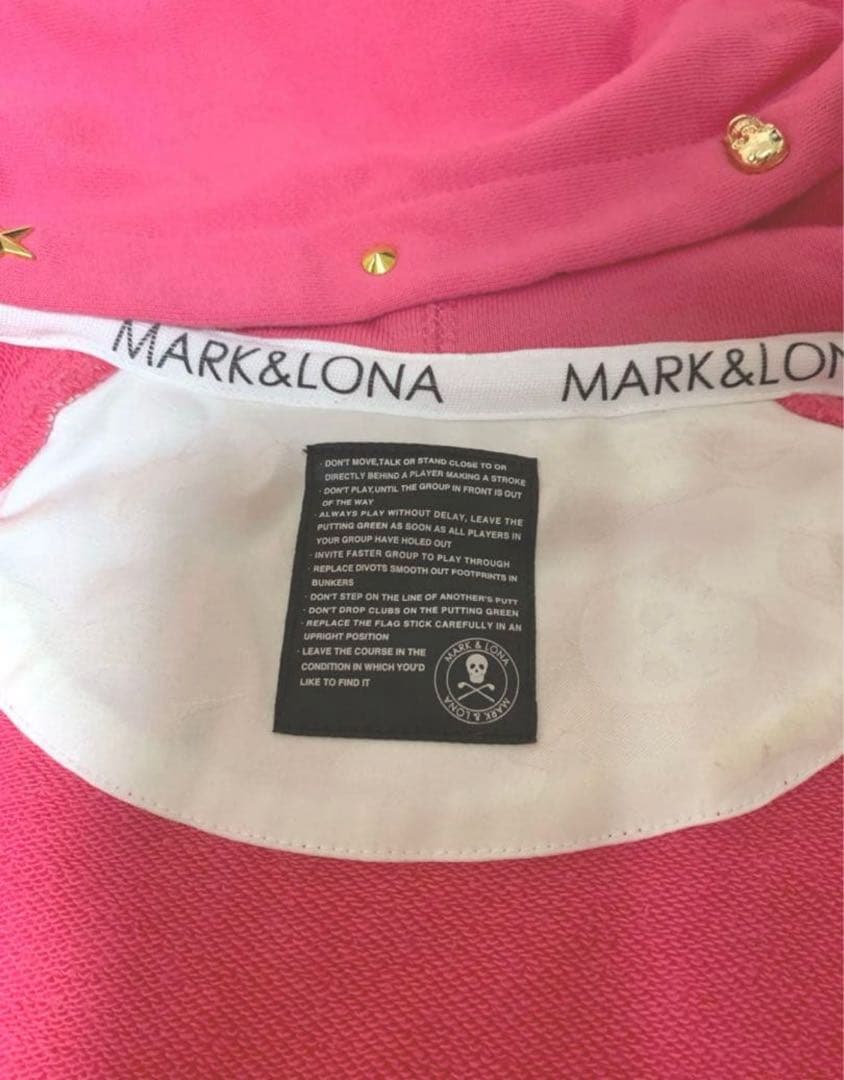 MARK&LONA MARK&LON
· DON'T MOVE,TALK OR STAND CLOSE TO OR
DIRECTLY BEHIND A PLAYER MAKING A STROKE
· DON'T PLAY,UNTIL THE GROUP IN FRONT IS OUT
OF THE WAY
· ALWAYS PLAY WITHOUT DELAY, LEAVE THE
PUTTING GREEN AS SOON AS ALL PLAYERS IN
YOUR GROUP HAVE HOLED OUT
· INVITE FASTER GROUP TO PLAY THROUGH
· REPLACE DIVOTS SMOOTH OUT FOOTPRINTS IN
BUNKERS
· DON'T STEP ON THE LINE OF ANOTHER'S PUTT
· DON'T DROP CLUBS ON THE PUTTING GREEN
· REPLACE THE FLAG STICK CAREFULLY IN AN
UPRIGHT POSITION
· LEAVE THE COURSE IN THE
CONDITION IN WHICH YOU'D
LIKE TO FIND IT
MARK & LONA
MARK & LONA